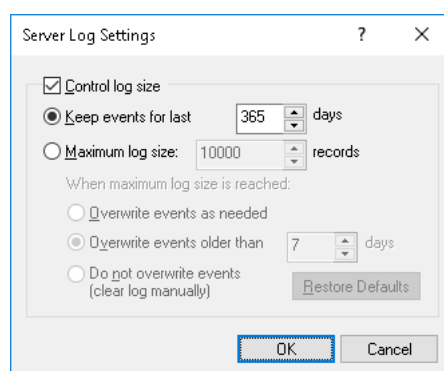 Server Log Settings ?
Control log size
Keep events for last 365 days
Maximum log size: 10000 records
When maximum log size is reached:
Overwrite events as needed
Overwrite events older than 7 days
Do not overwrite events
(clear log manually)
Restore Defaults
OK Cancel